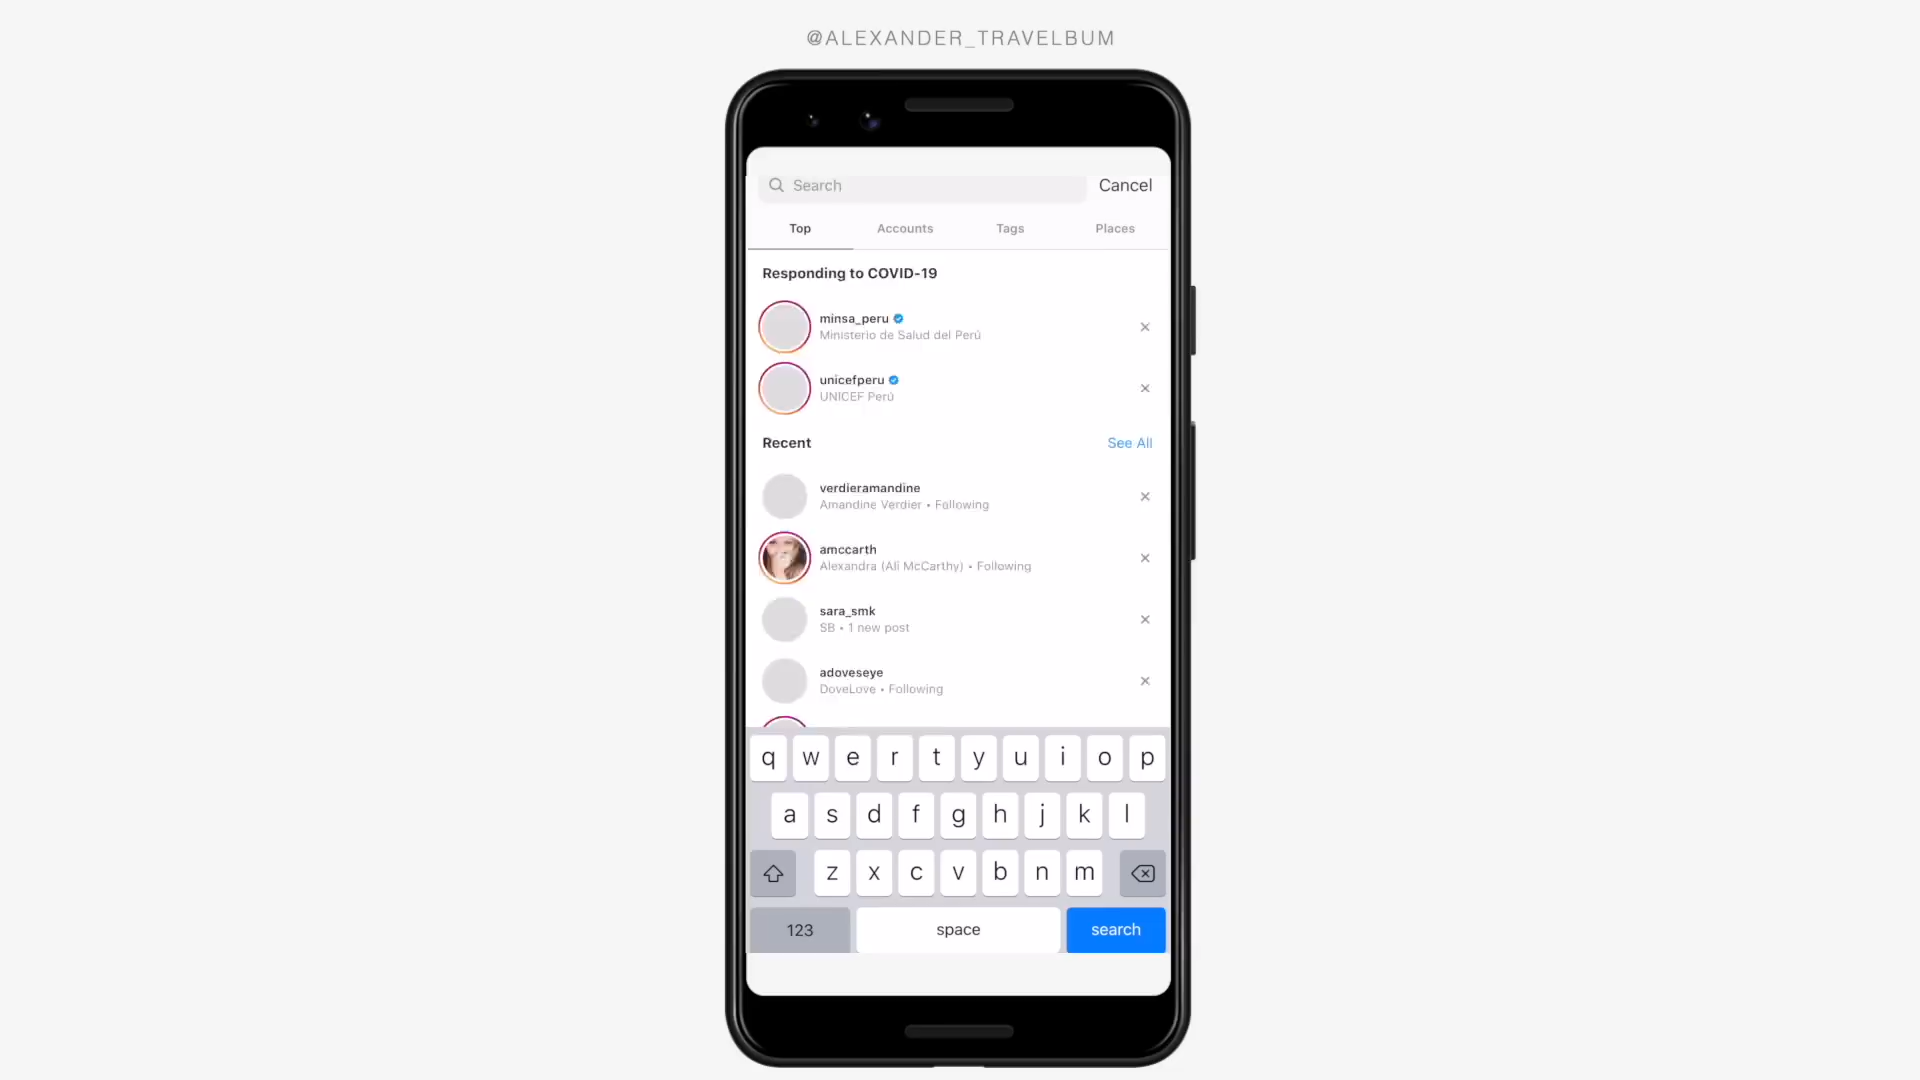 @ALEXANDER_TRAVELBUM
Search
Cancel
Top Accounts Tags Places
Responding to COVID-19
minsa_peru
Ministerio de Salud del Perú
unicefperu
UNICEF Perú
Recent See All
verdieramandine
Amandine Verdier • Following
amccarth
Alexandra (Ali McCarthy) • Following
sara_smk
SB • 1 new post
adoveseye
DoveLove • Following
q w e r t y u i o p
a s d f g h j k l
z x c v b n m
123 space search